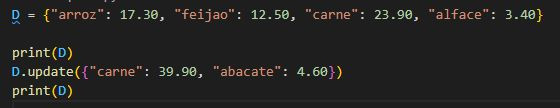 D = {"arroz": 17.30, "feijao": 12.50, "carne": 23.90, "alface": 3.40}
print(D)
D.update({"carne": 39.90, "abacate": 4.60})
print(D)